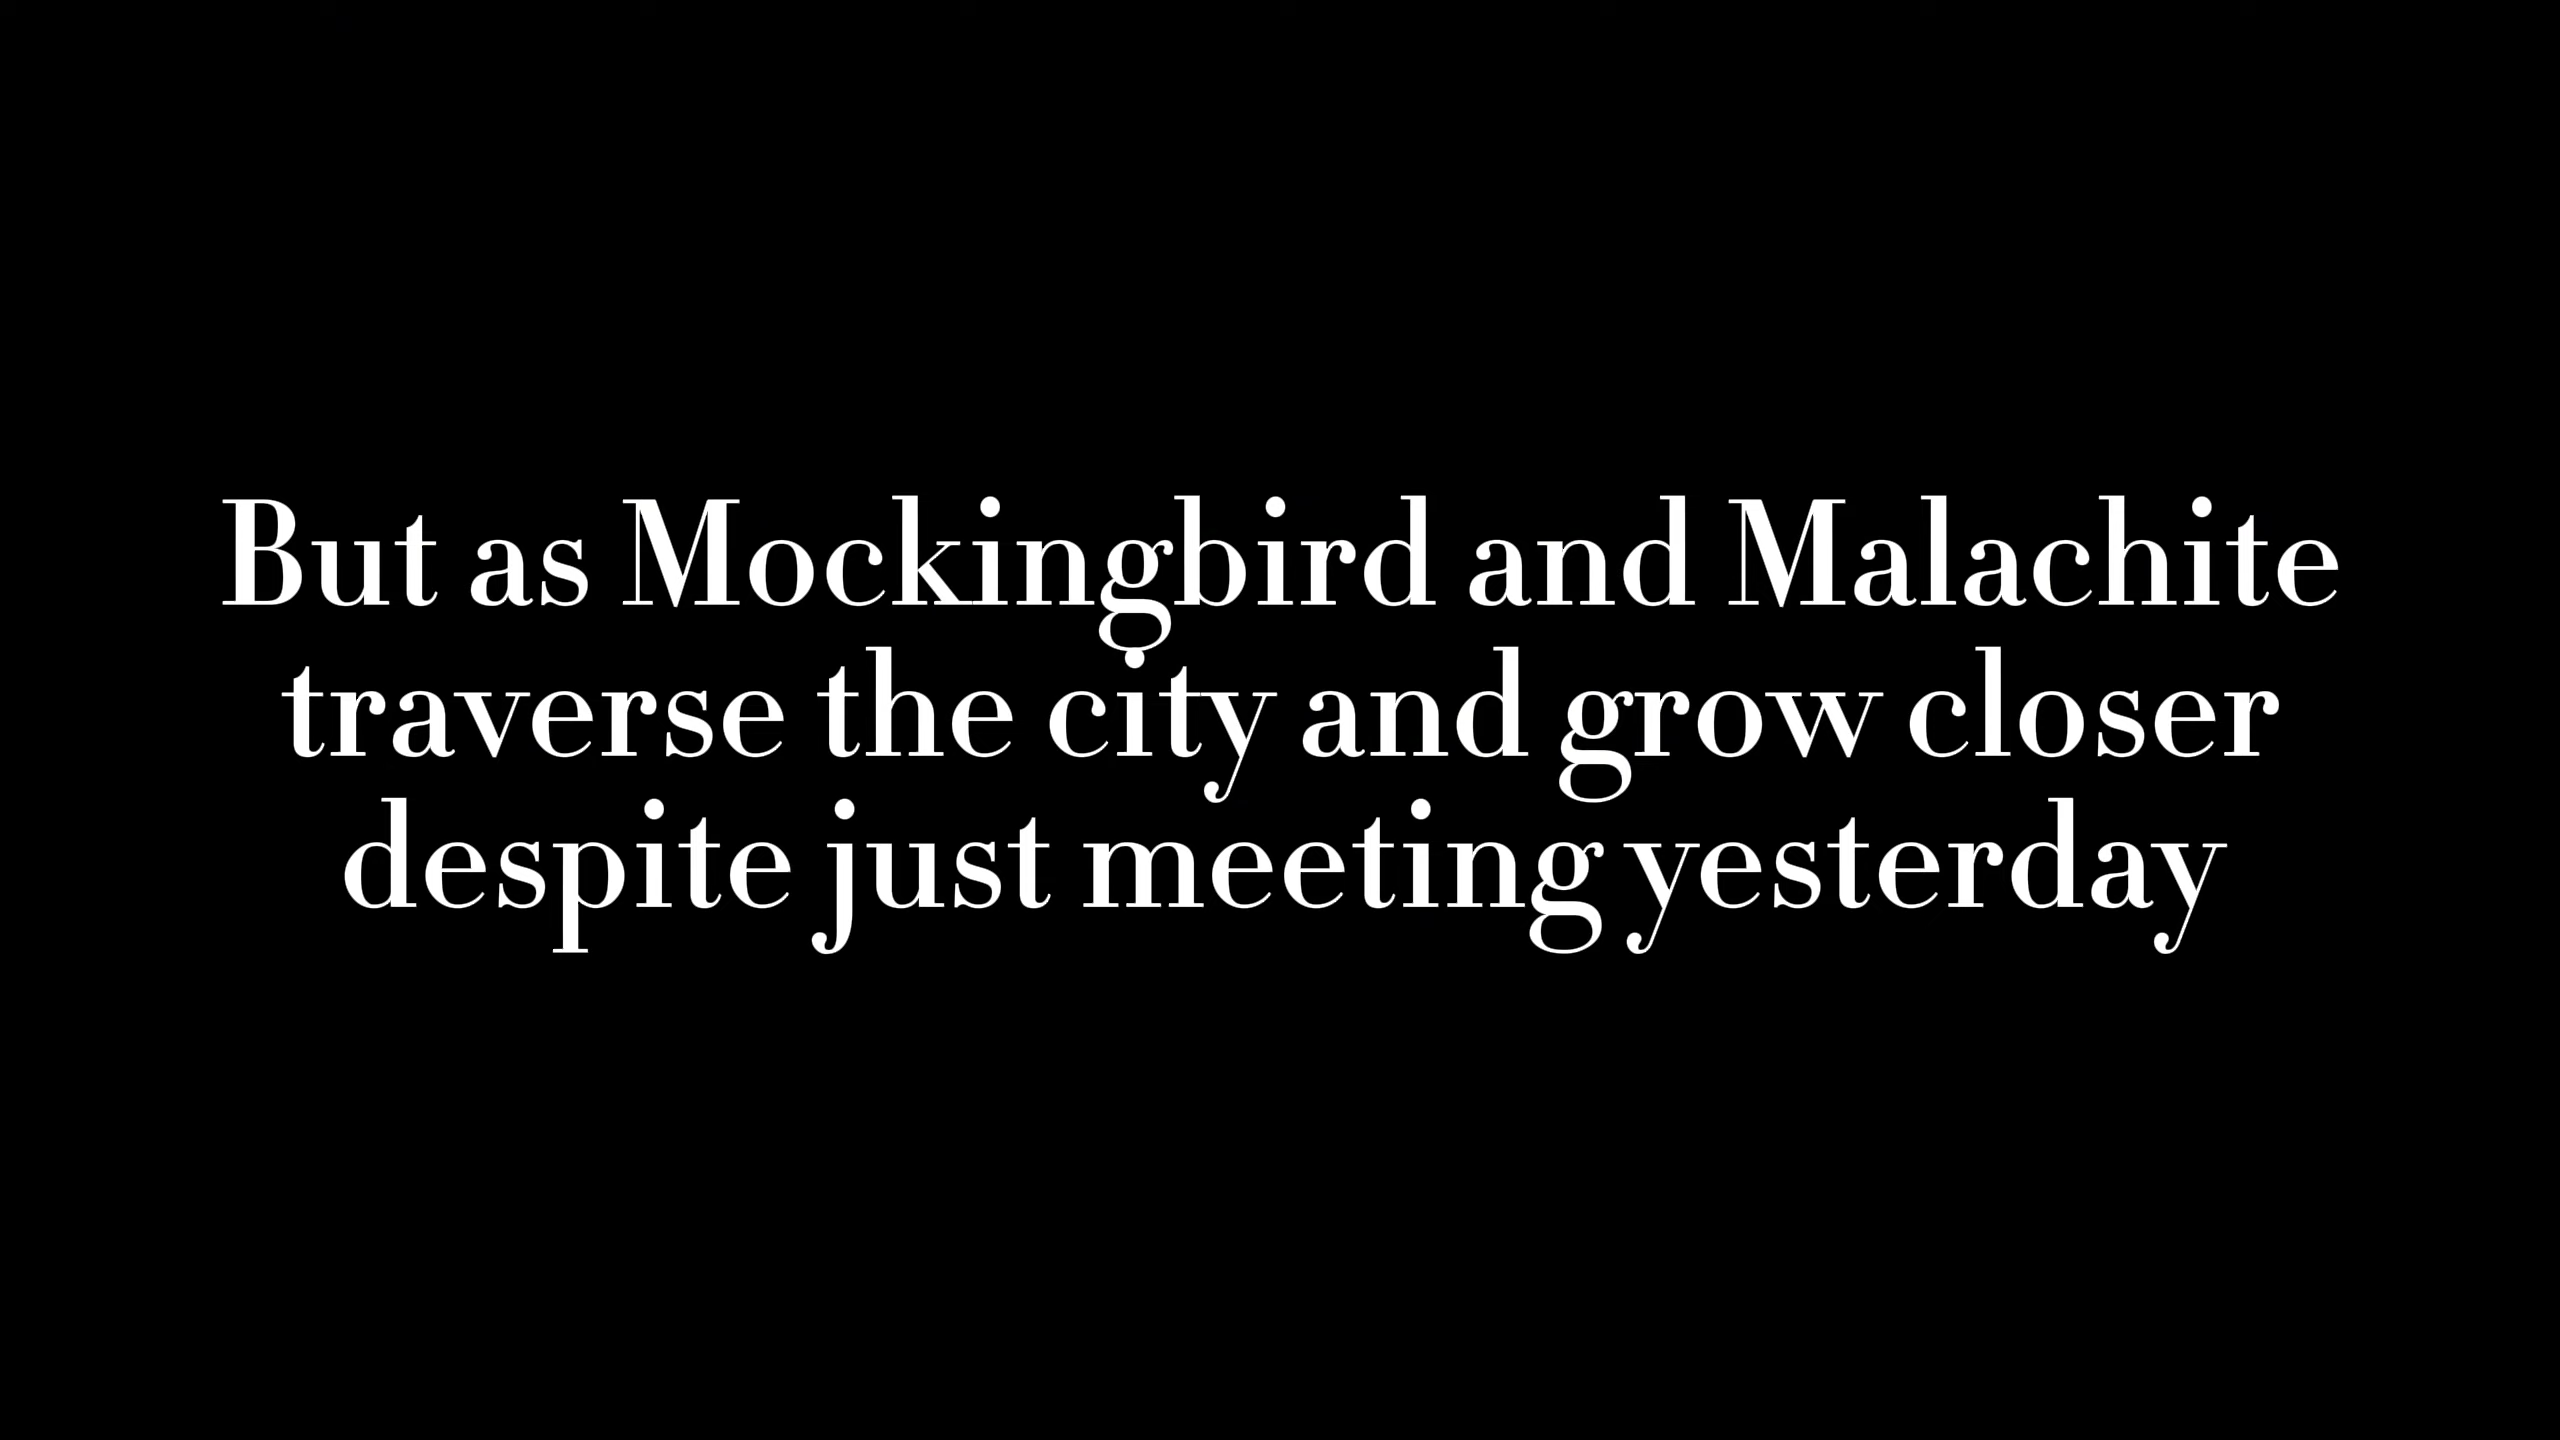 But as Mockingbird and Malachite
traverse the city and grow closer
despite just meeting yesterday